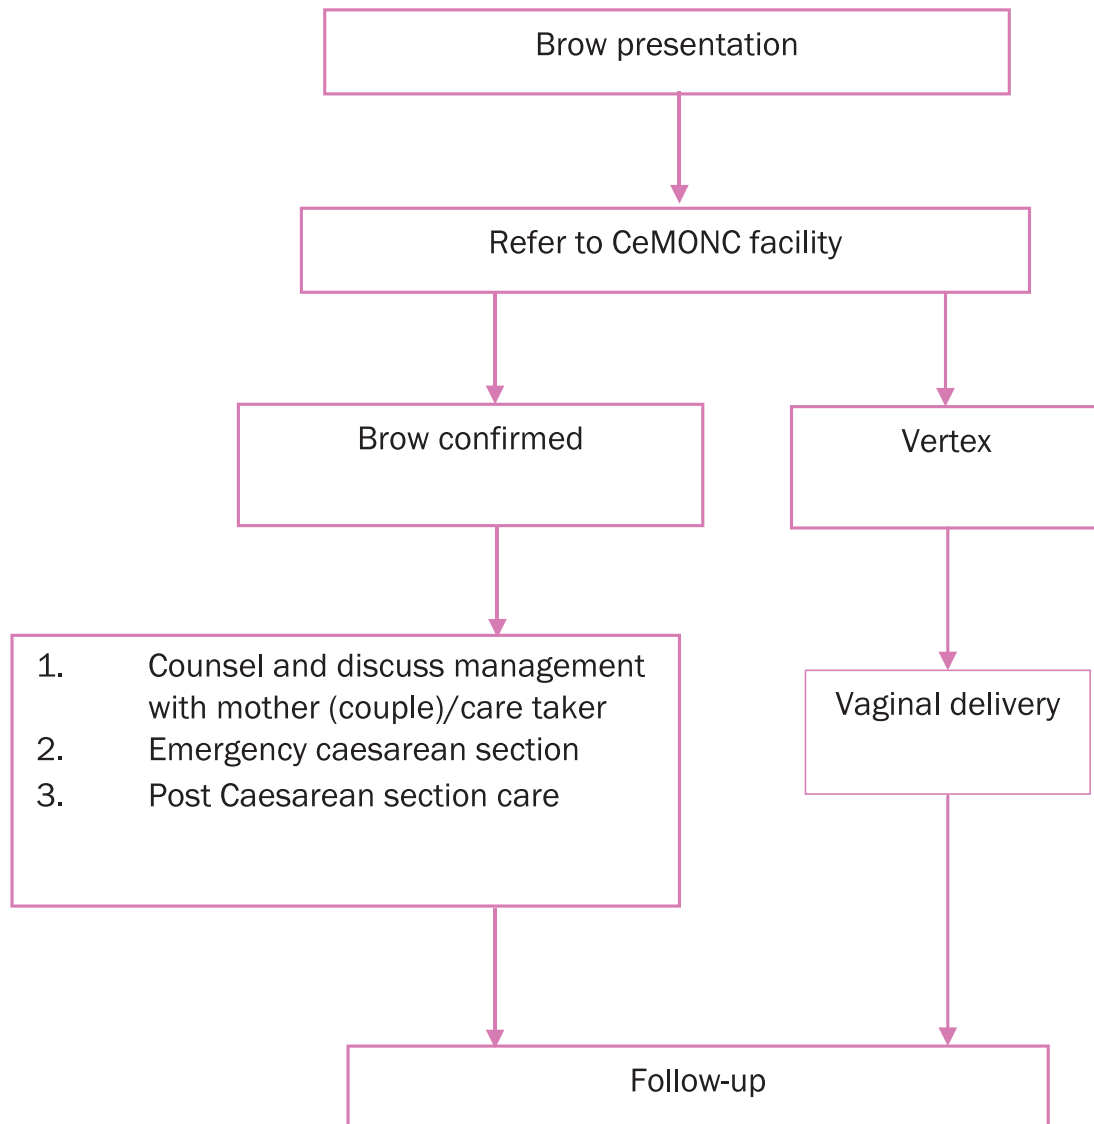 Brow presentation
Refer to CeMONC facility
Brow confirmed
Vertex
1. Counsel and discuss management
with mother (couple)/care taker
2. Emergency caesarean section
3. Post Caesarean section care
Vaginal delivery
Follow-up